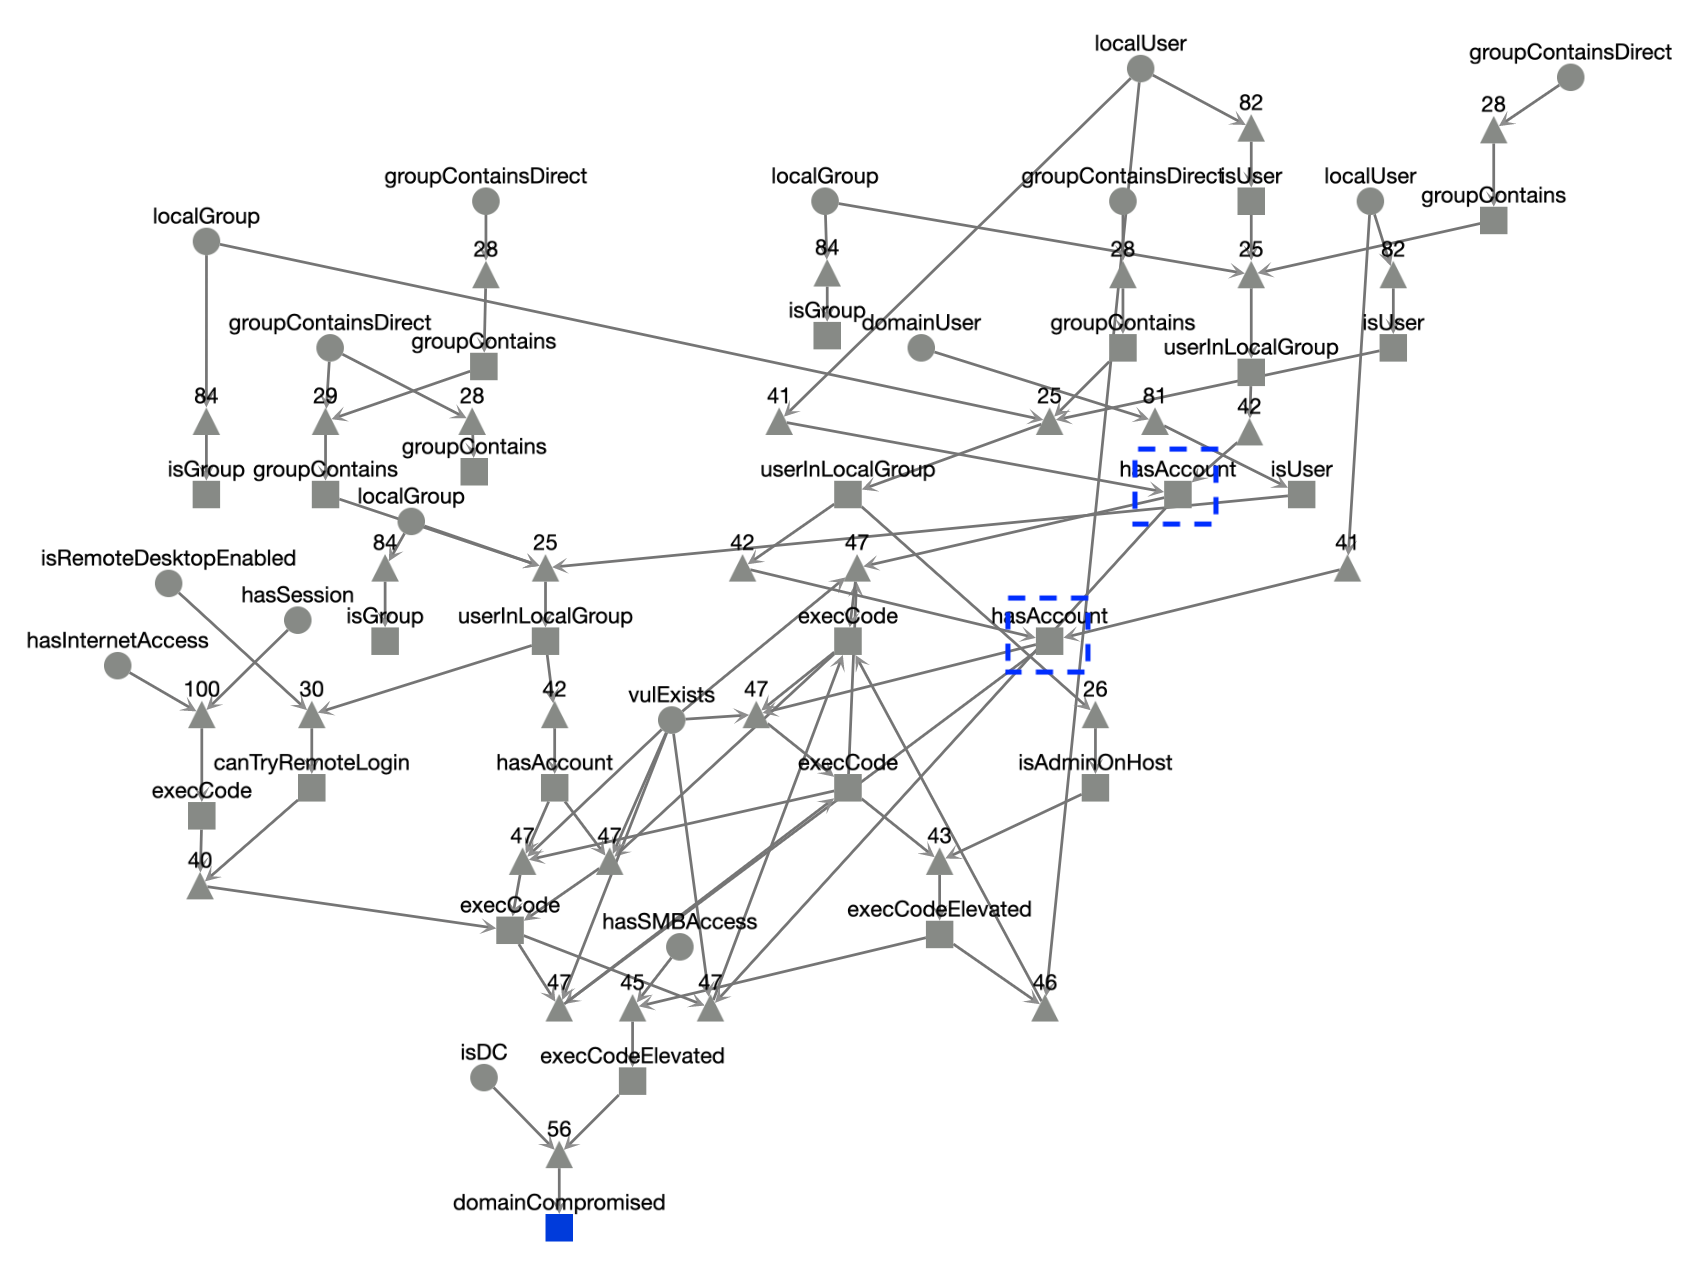 localUser
groupContainsDirect
82
28
groupContainsDirect
localGroup
groupContainsDirect
isUser
localUser
groupContains
localGroup
28
84
28
25
82
isGroup
groupContainsDirect
domainUser
groupContains
isUser
groupContains
userInLocalGroup
84
29
28
41
25
81
42
groupContains
isGroup
groupContains
userInLocalGroup
hasAccount
isUser
localGroup
84
25
42
47
41
isRemoteDesktopEnabled
hasSession
isGroup
userInLocalGroup
execCode
hasAccount
hasInternetAccess
100
30
42
vulExists
47
26
canTryRemoteLogin
hasAccount
execCode
isAdminOnHost
execCode
47
47
43
40
execCode
hasSMBAccess
execCodeElevated
47
45
47
46
isDC
execCodeElevated
56
domainCompromised